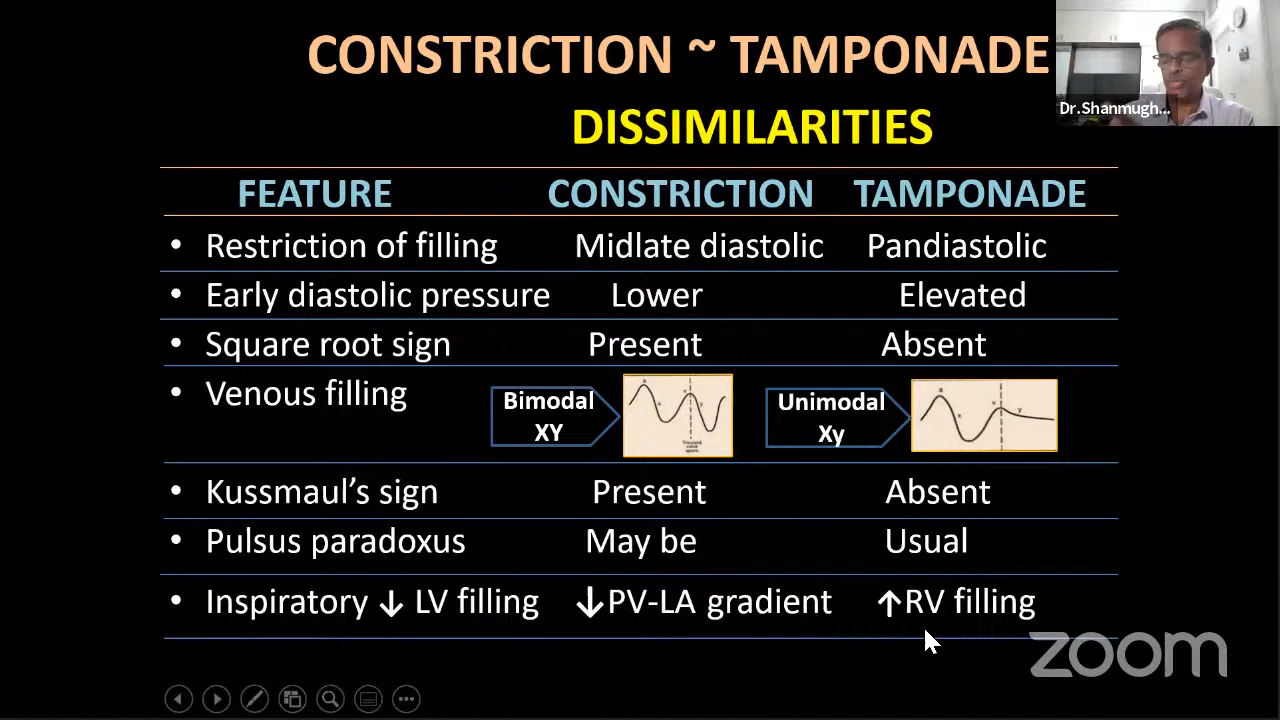 CONSTRICTION ~ TAMPONADE
Dr.Shanmugh...
DISSIMILARITIES
FEATURE CONSTRICTION TAMPONADE
• Restriction of filling Midlate diastolic Pandiastolic
• Early diastolic pressure Lower Elevated
• Square root sign Present Absent
• Venous filling
Bimodal
XY
a
x
v
y
Unimodal
Xy
a
x
v
y
• Kussmaul’s sign Present Absent
• Pulsus paradoxus May be Usual
• Inspiratory ↓ LV filling ↓PV-LA gradient ↑RV filling
zoom